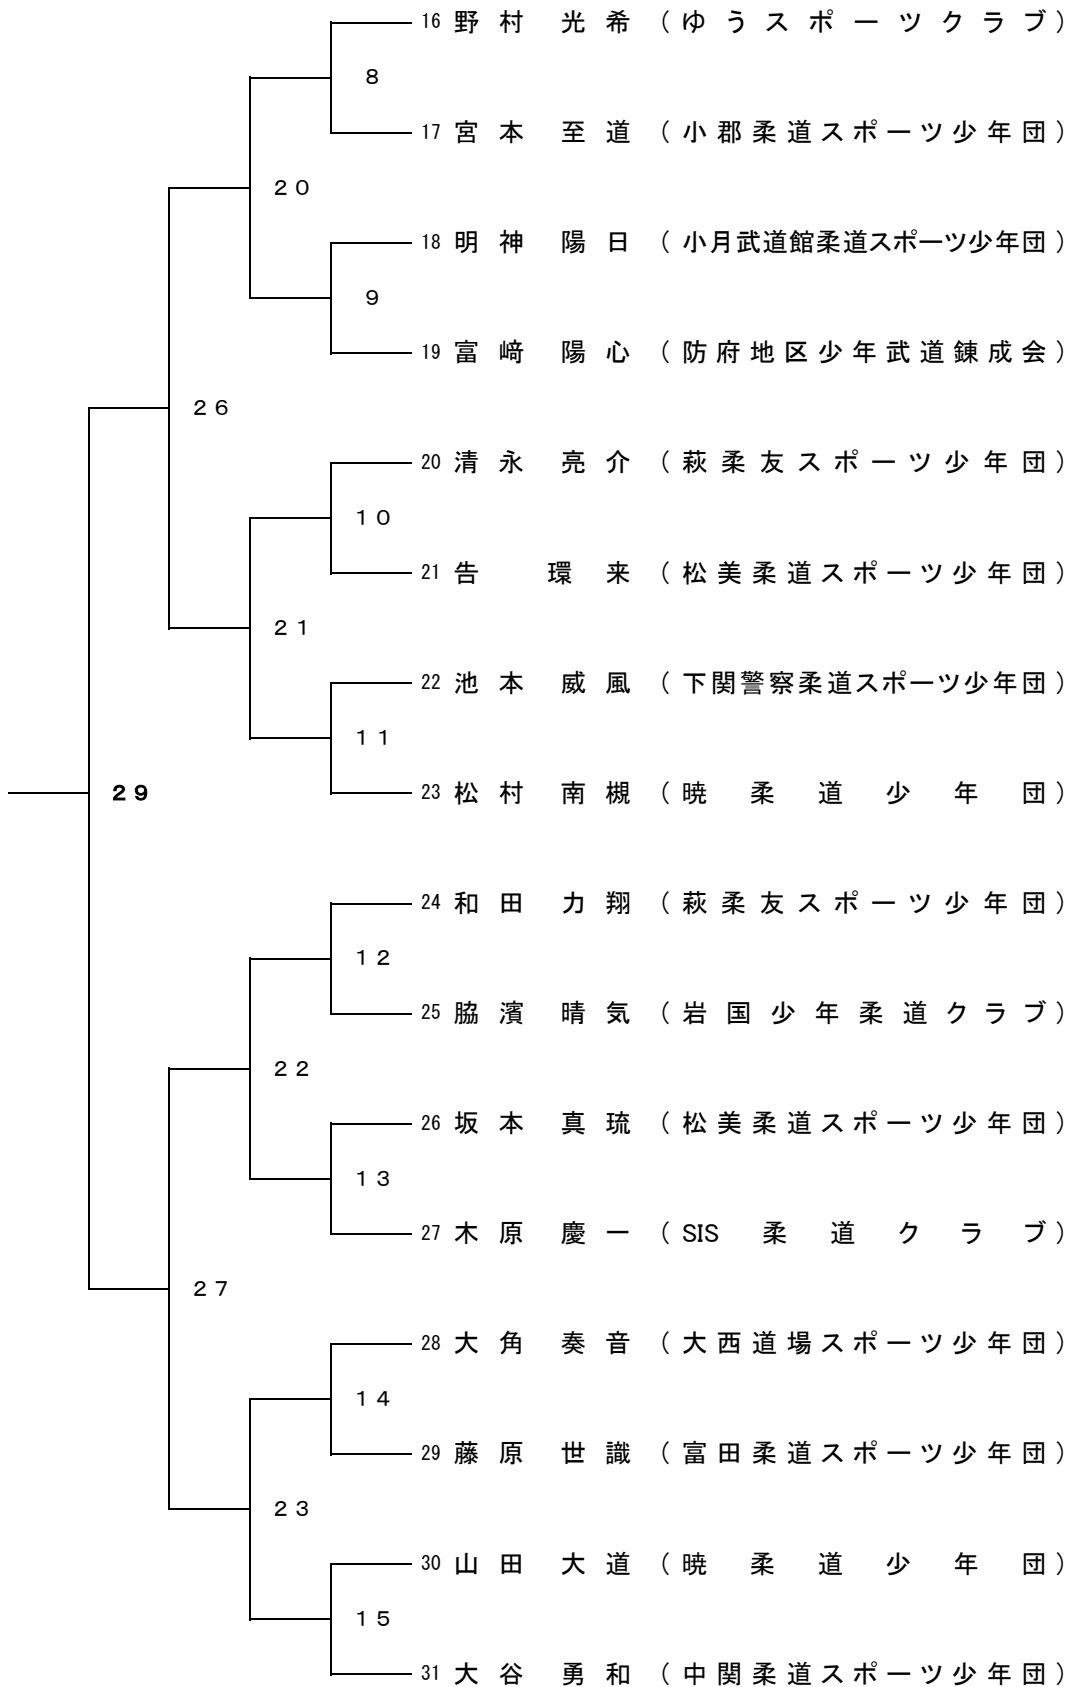 16 野村 光希 (ゆうスポーツクラブ)
8
17 宮本 至道 (小郡柔道スポーツ少年団)
20
18 明神 陽日 (小月武道館柔道スポーツ少年団)
9
19 富﨑 陽心 (防府地区少年武道錬成会)
26
20 清永 亮介 (萩柔友スポーツ少年団)
10
21 告 環来 (松美柔道スポーツ少年団)
21
22 池本 威風 (下関警察柔道スポーツ少年団)
11
29
23 松村 南槻 (暁柔道少年団)
24 和田 力翔 (萩柔友スポーツ少年団)
12
25 脇濱 晴気 (岩国少年柔道クラブ)
22
26 坂本 真琉 (松美柔道スポーツ少年団)
13
27 木原 慶一 (SIS柔道クラブ)
27
28 大角 奏音 (大西道場スポーツ少年団)
14
29 藤原 世識 (富田柔道スポーツ少年団)
23
30 山田 大道 (暁柔道少年団)
15
31 大谷 勇和 (中関柔道スポーツ少年団)